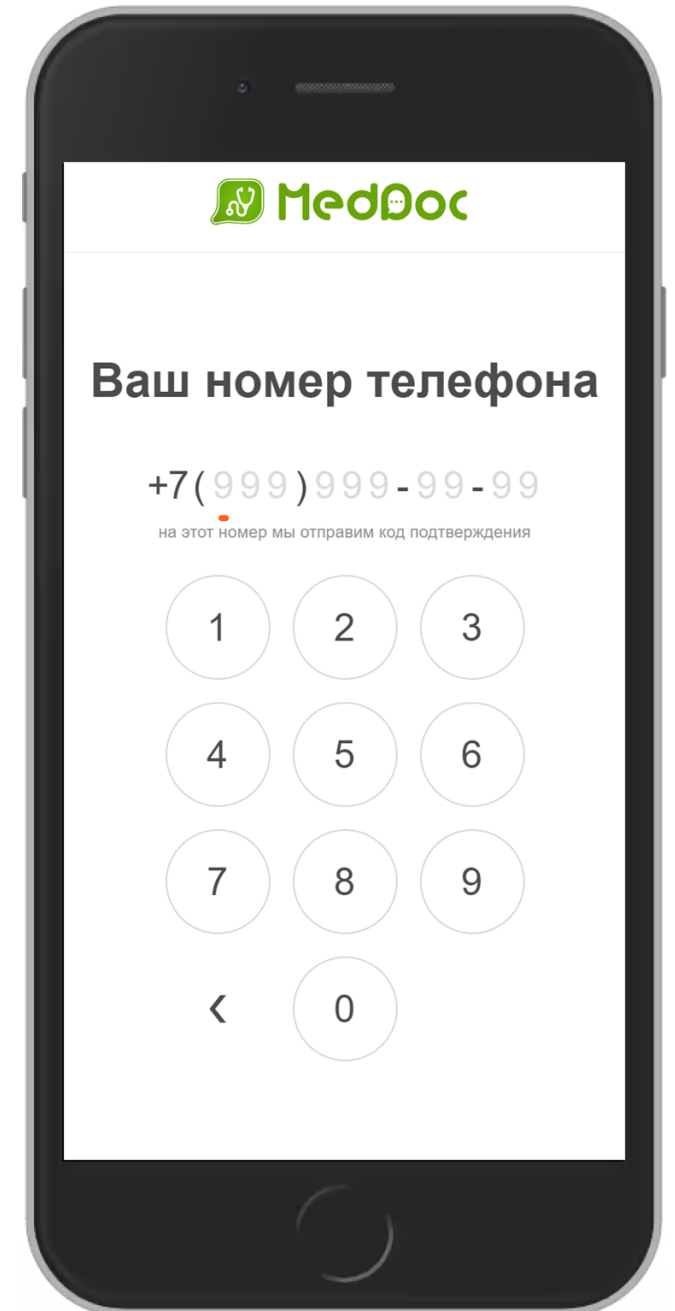 MedDoc
Ваш номер телефона
+7(999)999-99-99
на этот номер мы отправим код подтверждения
1 2 3
4 5 6
7 8 9
‹ 0